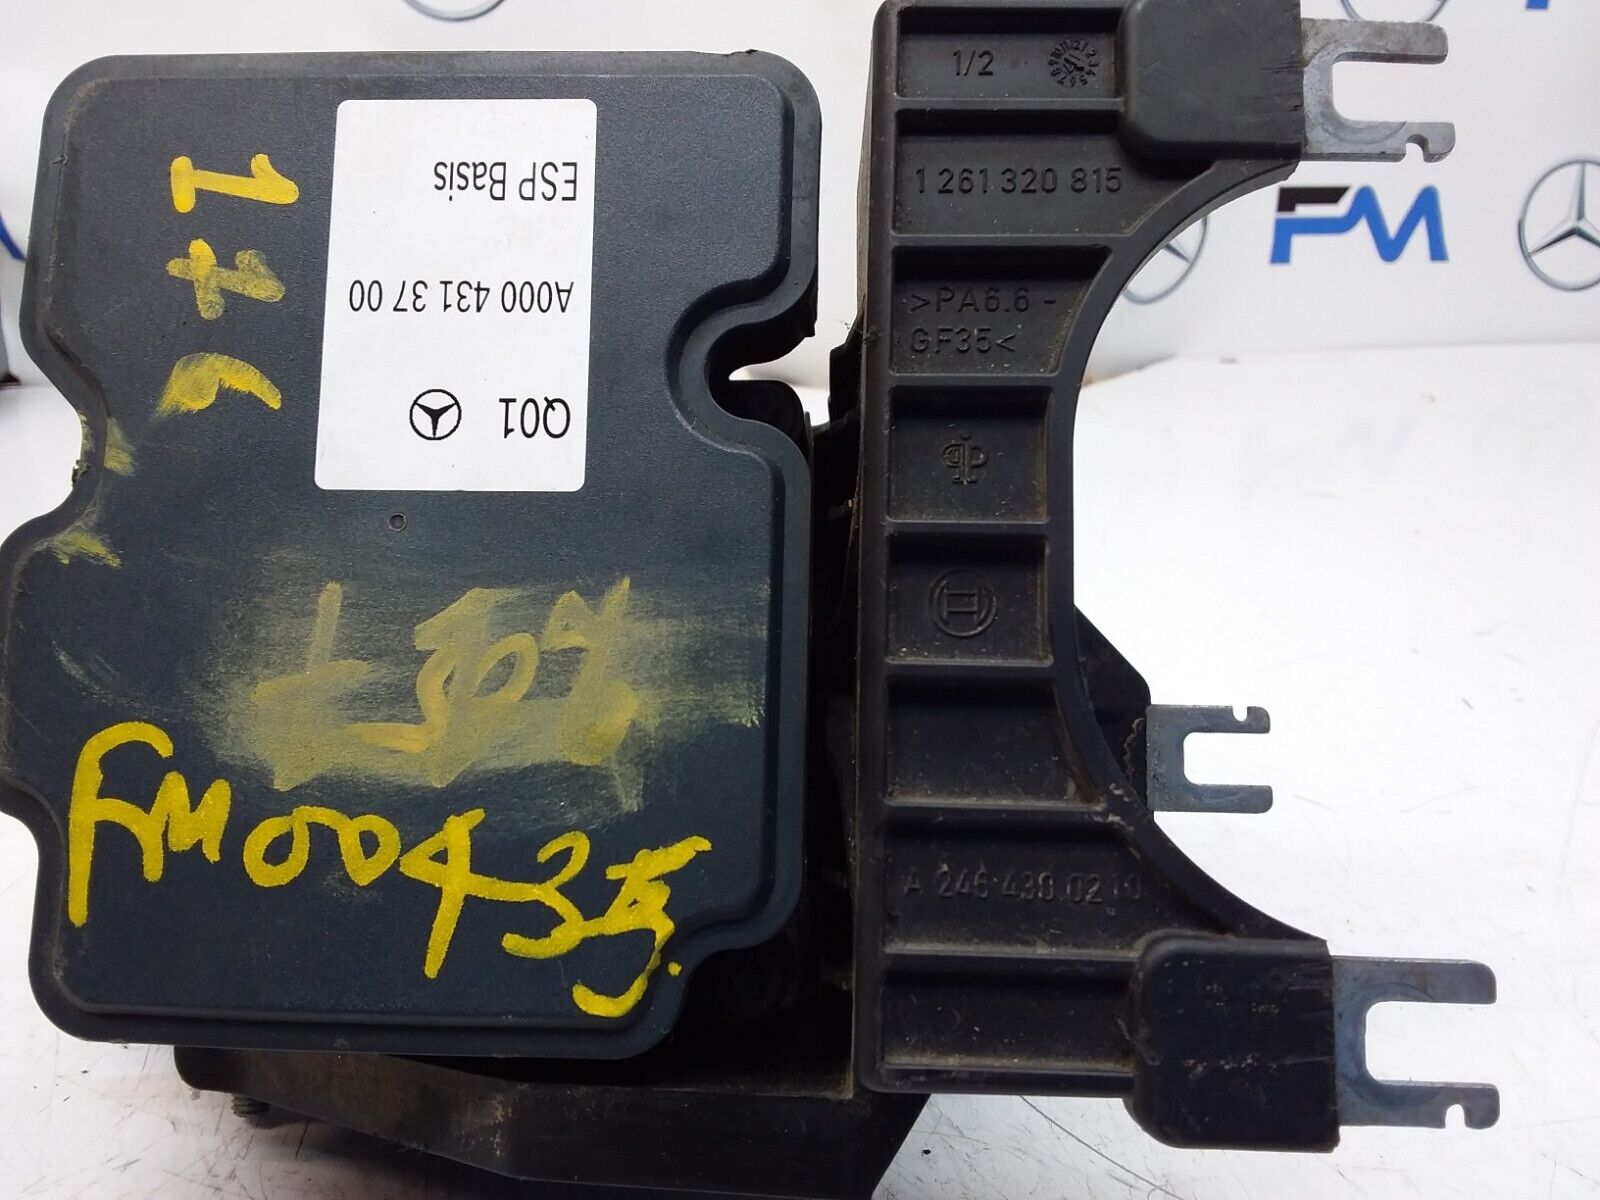 ESP Basis
A000 431 37 00
Q01
176
FM00435
1/2
1 261 320 815
>PA6.6-
GF35<
A 246 430 02 10
FM